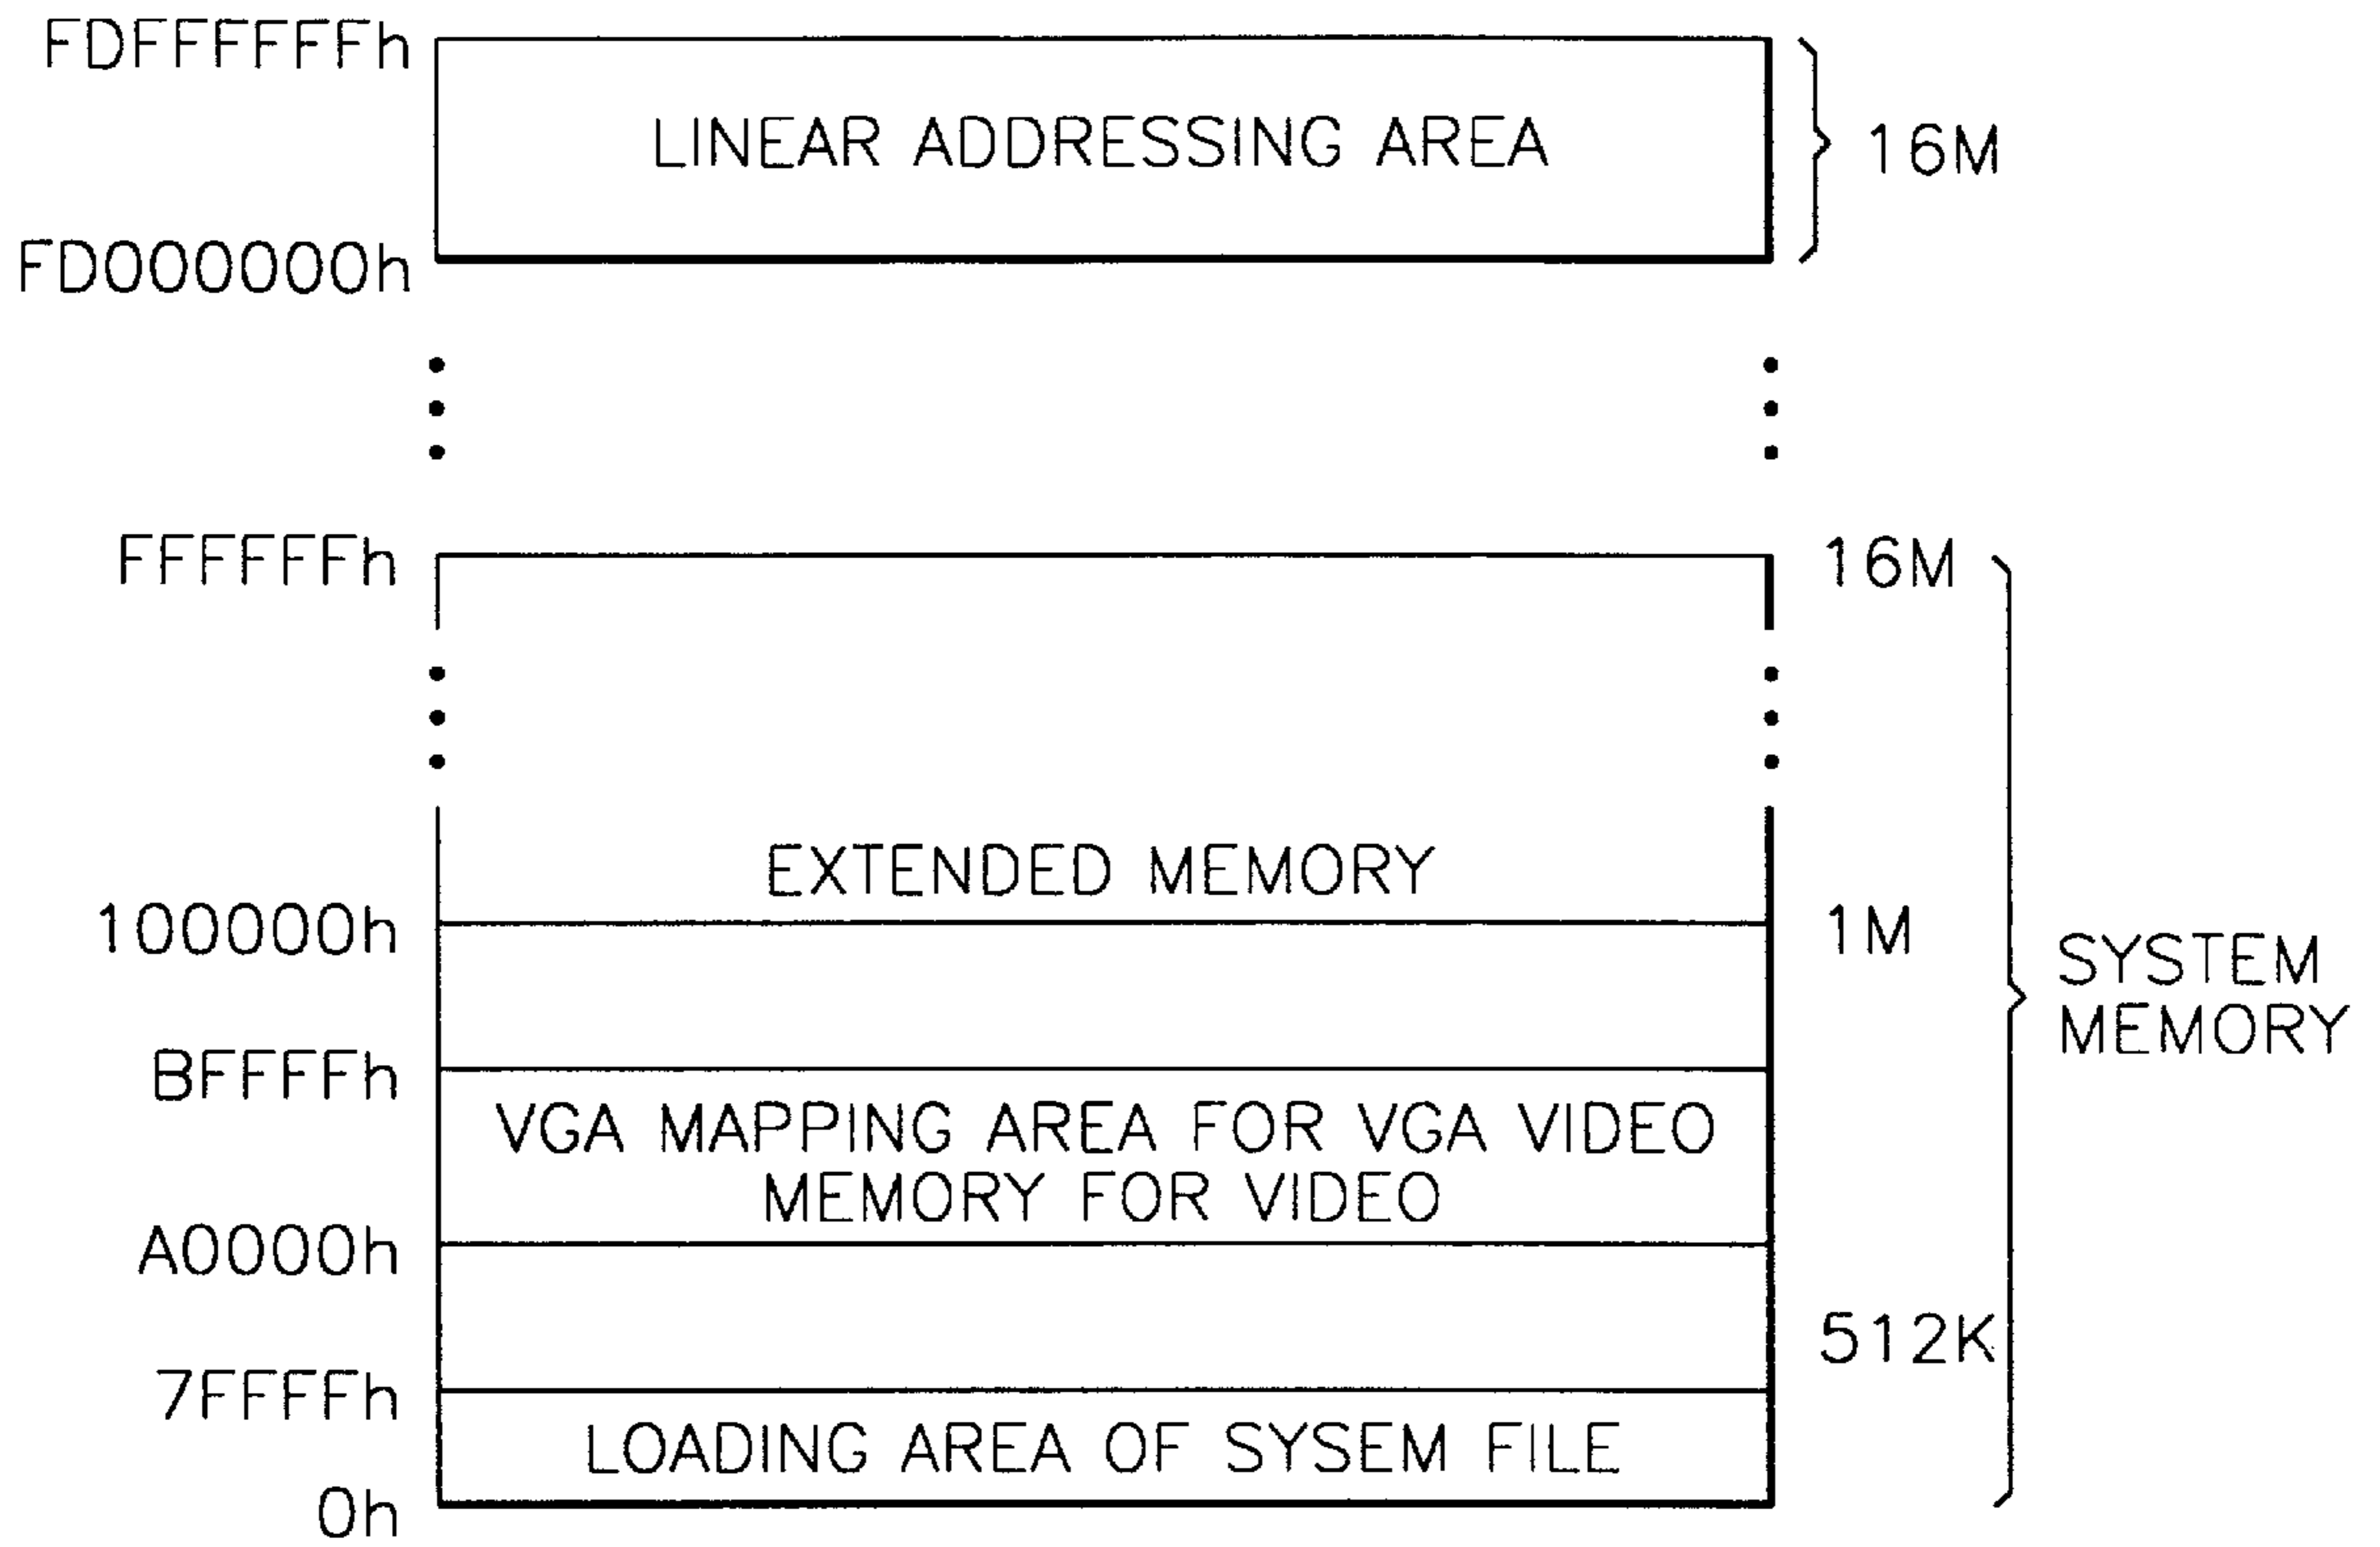 FDFFFFFFh
LINEAR ADDRESSING AREA
16M
FD000000h
FFFFFFh
16M
EXTENDED MEMORY
100000h
1M
SYSTEM
MEMORY
BFFFFh
VGA MAPPING AREA FOR VGA VIDEO
MEMORY FOR VIDEO
A0000h
512K
7FFFFh
LOADING AREA OF SYSEM FILE
0h